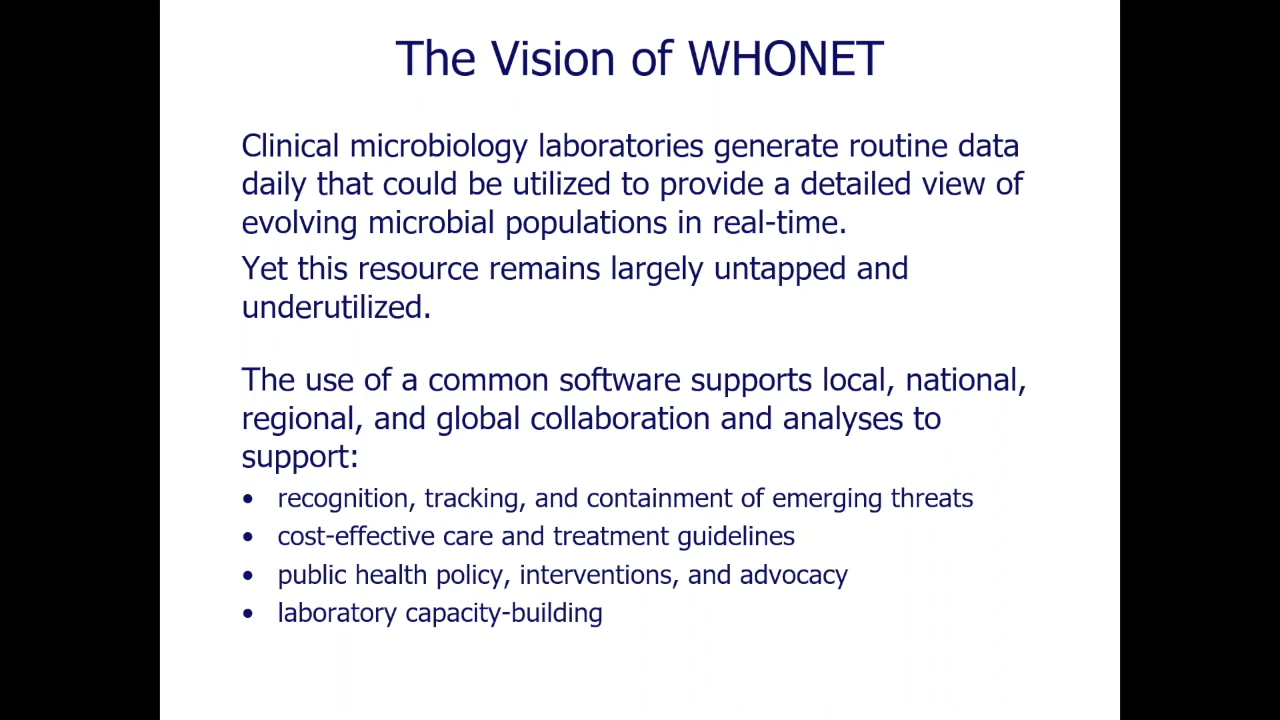 The Vision of WHONET
Clinical microbiology laboratories generate routine data
daily that could be utilized to provide a detailed view of
evolving microbial populations in real-time.
Yet this resource remains largely untapped and
underutilized.
The use of a common software supports local, national,
regional, and global collaboration and analyses to
support:
• recognition, tracking, and containment of emerging threats
• cost-effective care and treatment guidelines
• public health policy, interventions, and advocacy
• laboratory capacity-building